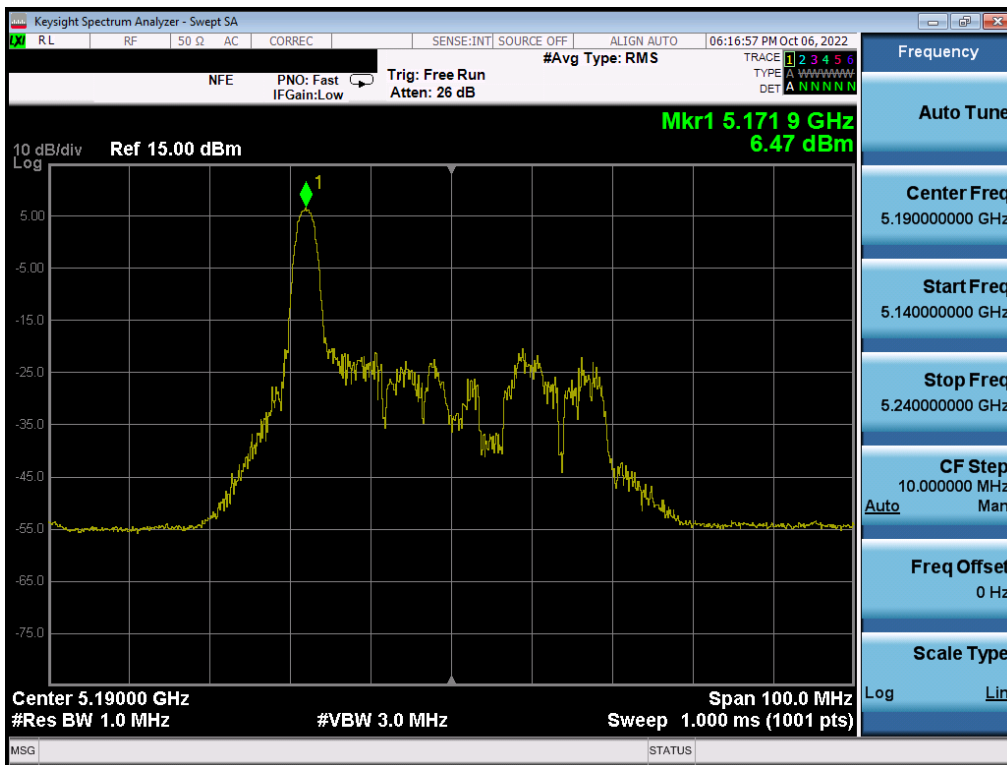 Keysight Spectrum Analyzer - Swept SA
LXI RL RF 50 Ω AC CORREC SENSE:INT SOURCE OFF ALIGN AUTO 06:16:57 PM Oct 06, 2022
NFE PNO: Fast Trig: Free Run #Avg Type: RMS TRACE 1 2 3 4 5 6
IFGain:Low Atten: 26 dB TYPE A WWWWW
DET A N N N N N
Mkr1 5.171 9 GHz
6.47 dBm
10 dB/div Ref 15.00 dBm
Log
1
5.00
-5.00
-15.0
-25.0
-35.0
-45.0
-55.0
-65.0
-75.0
Center 5.19000 GHz Span 100.0 MHz
#Res BW 1.0 MHz #VBW 3.0 MHz Sweep 1.000 ms (1001 pts)
MSG STATUS
Frequency
Auto Tune
Center Freq
5.190000000 GHz
Start Freq
5.140000000 GHz
Stop Freq
5.240000000 GHz
CF Step
10.000000 MHz
Auto Man
Freq Offset
0 Hz
Scale Type
Log Lin